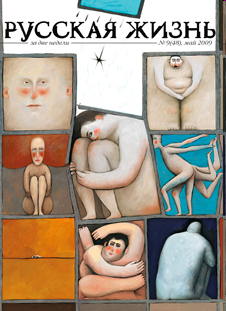 РУССКАЯ ЖИЗНЬ
за две недели № 9(48), май 2009